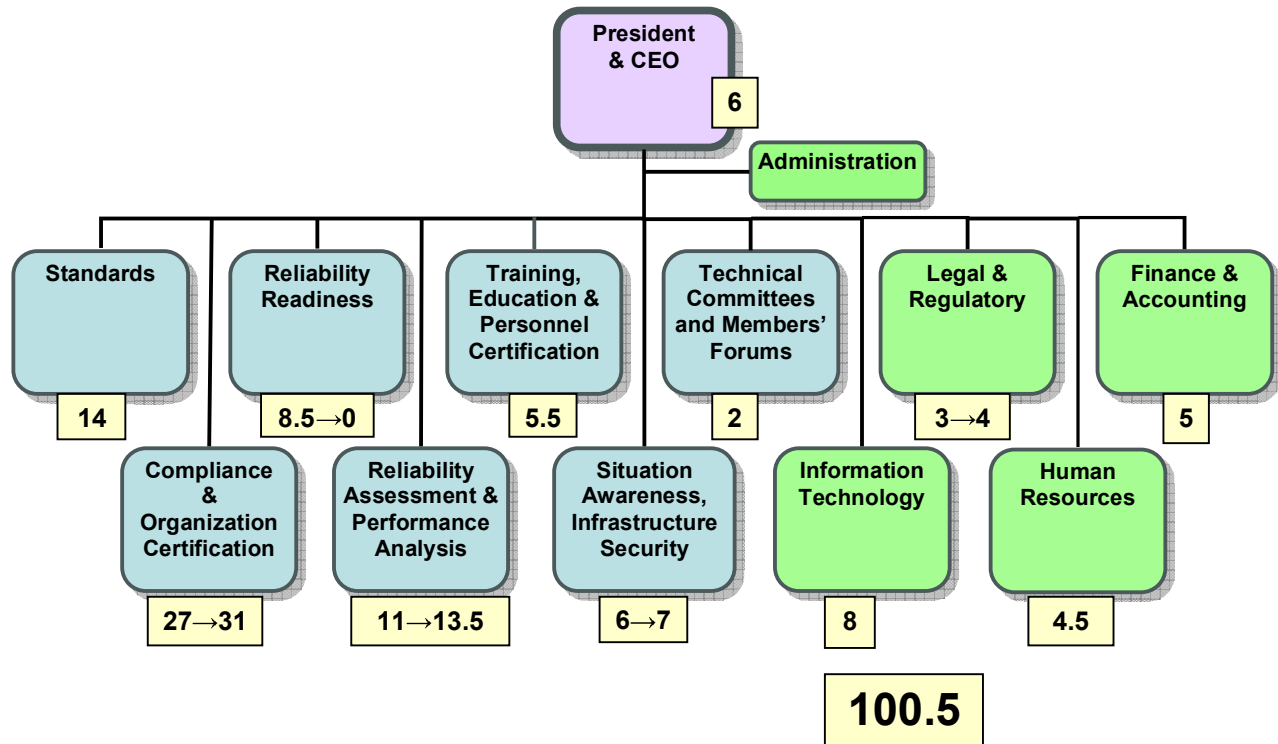 President
& CEO
6
Administration
Standards
14
Reliability
Readiness
8.5→0
Training,
Education &
Personnel
Certification
5.5
Technical
Committees
and Members’
Forums
2
Legal &
Regulatory
3→4
Finance &
Accounting
5
Compliance
&
Organization
Certification
27→31
Reliability
Assessment &
Performance
Analysis
11→13.5
Situation
Awareness,
Infrastructure
Security
6→7
Information
Technology
8
Human
Resources
4.5
100.5